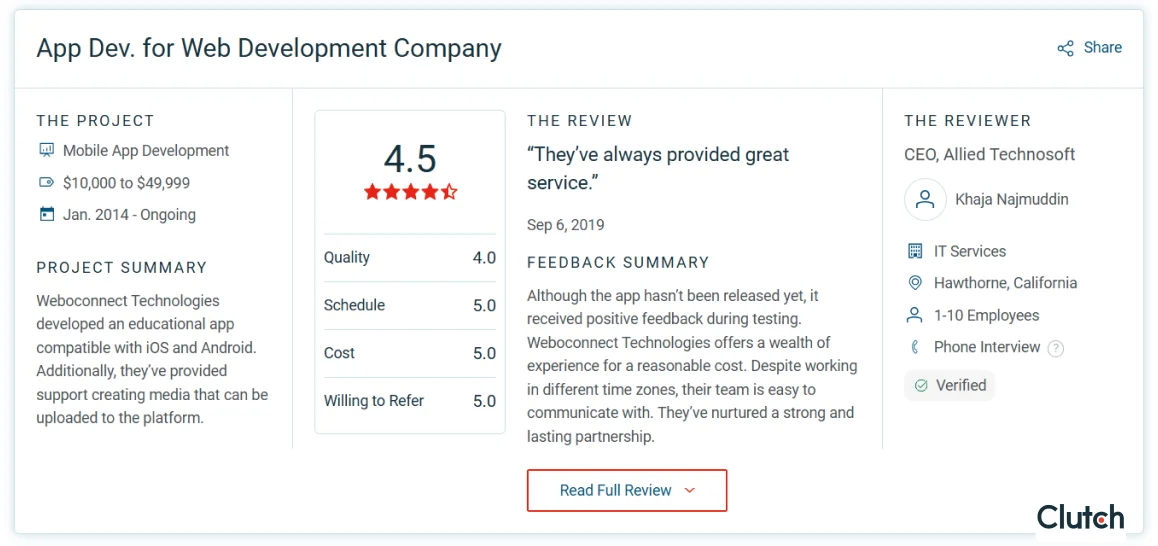 App Dev. for Web Development Company
Share
THE PROJECT
Mobile App Development
$10,000 to $49,999
Jan. 2014 - Ongoing
PROJECT SUMMARY
Weboconnect Technologies
developed an educational app
compatible with iOS and Android.
Additionally, they’ve provided
support creating media that can be
uploaded to the platform.
4.5
Quality 4.0
Schedule 5.0
Cost 5.0
Willing to Refer 5.0
THE REVIEW
“They’ve always provided great
service.”
Sep 6, 2019
FEEDBACK SUMMARY
Although the app hasn’t been released yet, it
received positive feedback during testing.
Weboconnect Technologies offers a wealth of
experience for a reasonable cost. Despite working
in different time zones, their team is easy to
communicate with. They’ve nurtured a strong and
lasting partnership.
Read Full Review
THE REVIEWER
CEO, Allied Technosoft
Khaja Najmuddin
IT Services
Hawthorne, California
1-10 Employees
Phone Interview ?
Verified
Clutch